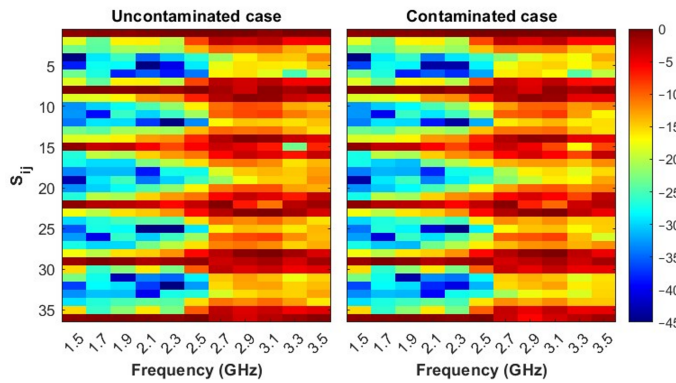 Uncontaminated case
Contaminated case
S_ij
5
10
15
20
25
30
35
1.5 1.7 1.9 2.1 2.3 2.5 2.7 2.9 3.1 3.3 3.5
Frequency (GHz)
1.5 1.7 1.9 2.1 2.3 2.5 2.7 2.9 3.1 3.3 3.5
Frequency (GHz)
0
-5
-10
-15
-20
-25
-30
-35
-40
-45